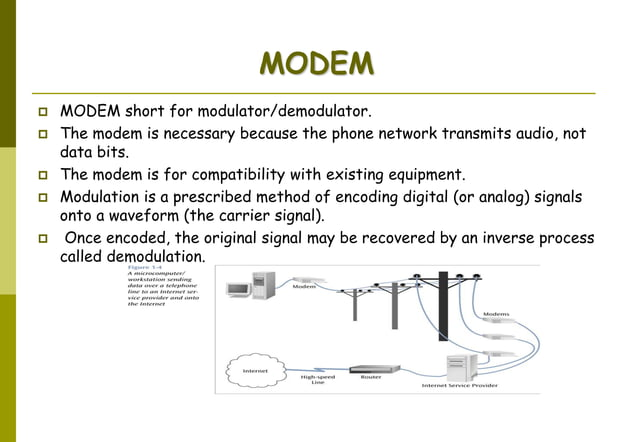 MODEM
MODEM short for modulator/demodulator.
The modem is necessary because the phone network transmits audio, not
data bits.
The modem is for compatibility with existing equipment.
Modulation is a prescribed method of encoding digital (or analog) signals
onto a waveform (the carrier signal).
Once encoded, the original signal may be recovered by an inverse process
called demodulation.
Figure 1-4
A microcomputer/
workstation sending
data over a telephone
line to an Internet ser-
vice provider and onto
the Internet
Modem
Modems
Internet
High-speed
Line
Router
Internet Service Provider